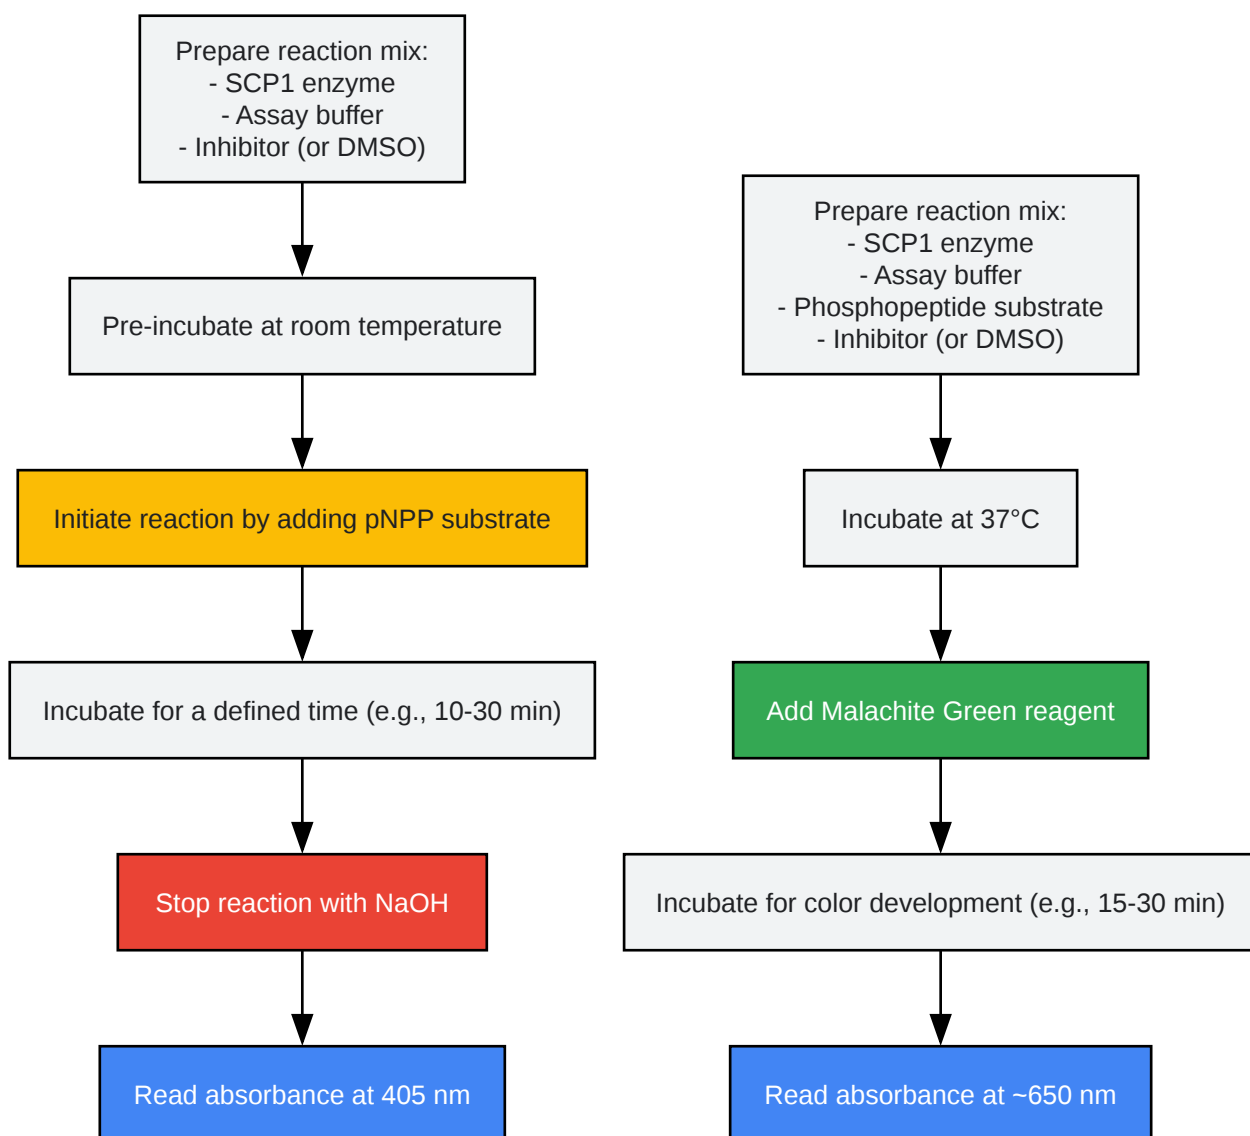 Prepare reaction mix:
- SCP1 enzyme
- Assay buffer
- Inhibitor (or DMSO)
Pre-incubate at room temperature
Initiate reaction by adding pNPP substrate
Incubate for a defined time (e.g., 10-30 min)
Stop reaction with NaOH
Read absorbance at 405 nm
Prepare reaction mix:
- SCP1 enzyme
- Assay buffer
- Phosphopeptide substrate
- Inhibitor (or DMSO)
Incubate at 37°C
Add Malachite Green reagent
Incubate for color development (e.g., 15-30 min)
Read absorbance at ~650 nm